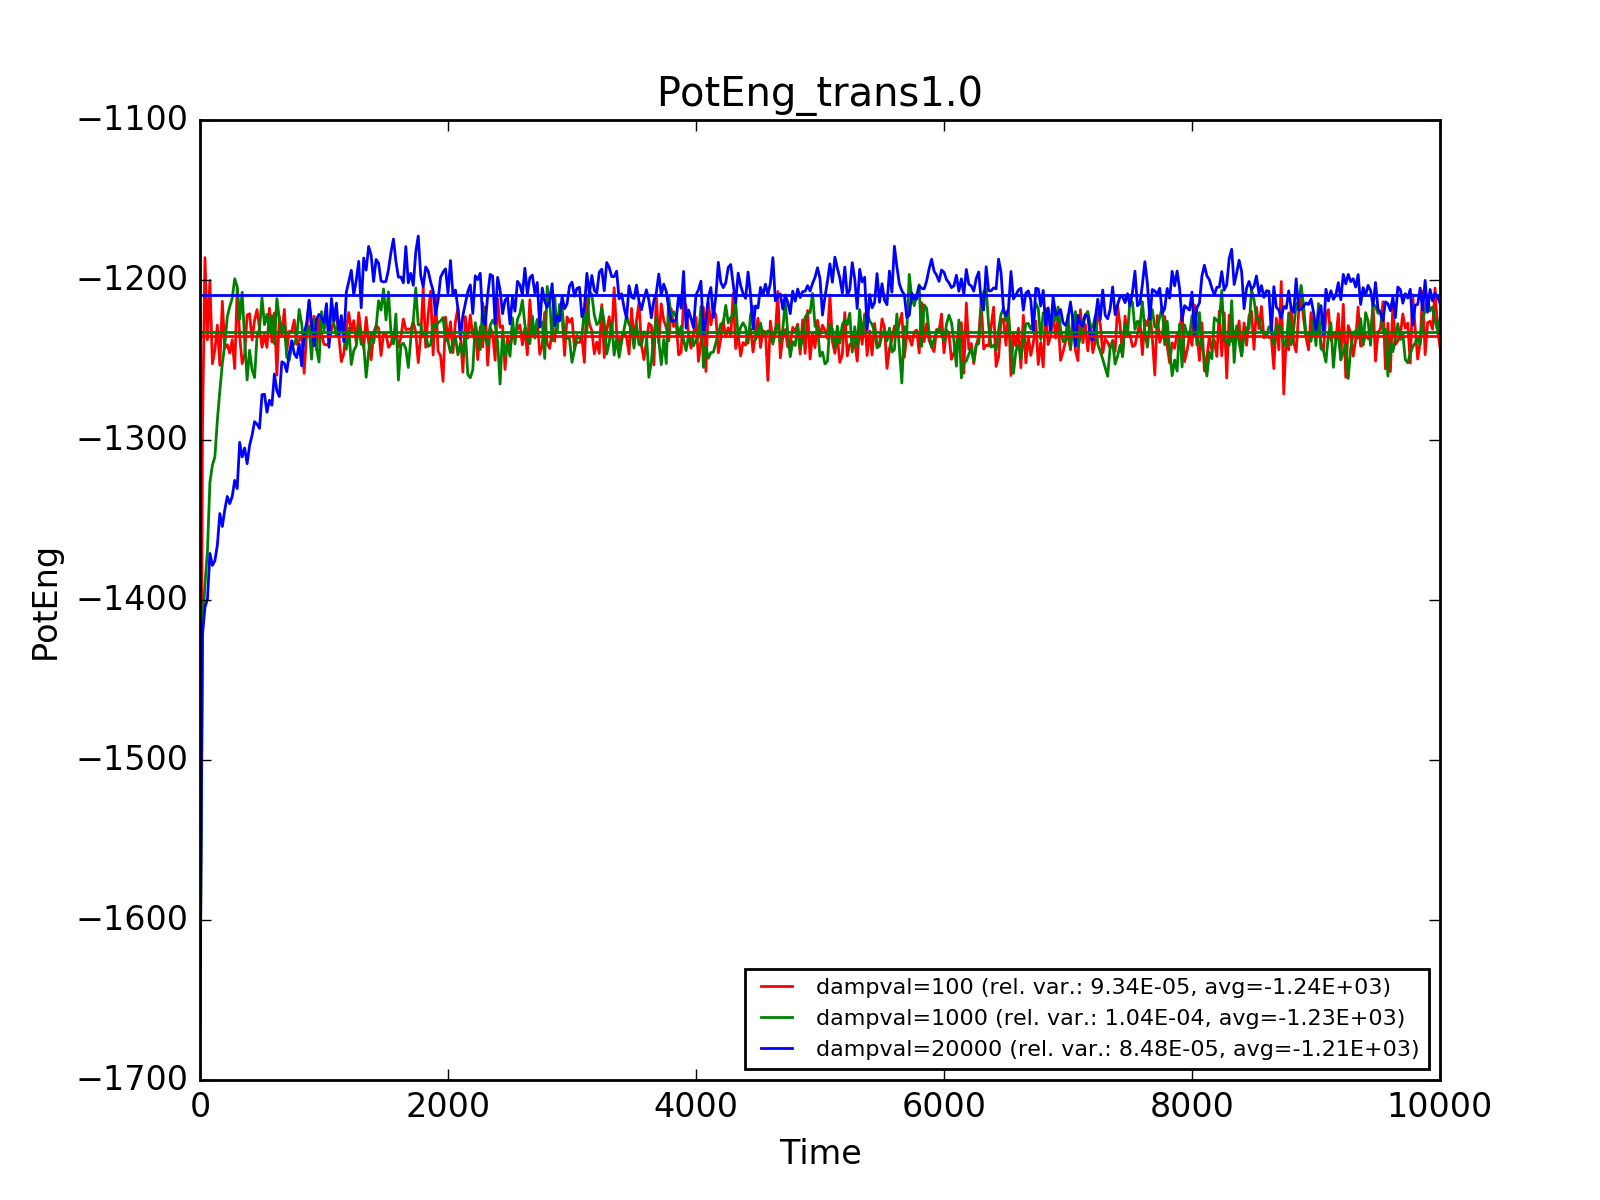 PotEng_trans1.0
−1100
−1200
−1300
−1400
−1500
−1600
−1700
PotEng
dampval=100 (rel. var.: 9.34E-05, avg=-1.24E+03)
dampval=1000 (rel. var.: 1.04E-04, avg=-1.23E+03)
dampval=20000 (rel. var.: 8.48E-05, avg=-1.21E+03)
0 2000 4000 6000 8000 10000
Time